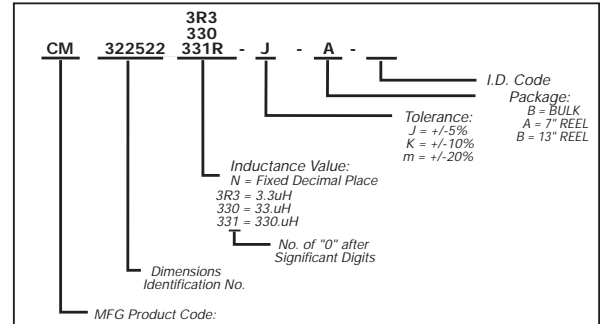 3R3
330
CM 322522 331R - J - A -
I.D. Code
Package:
B = BULK
A = 7" REEL
B = 13" REEL
Tolerance:
J = +/-5%
K = +/-10%
m = +/-20%
Inductance Value:
N = Fixed Decimal Place
3R3 = 3.3uH
330 = 33.uH
331 = 330.uH
No. of "0" after
Significant Digits
Dimensions
Identification No.
MFG Product Code: